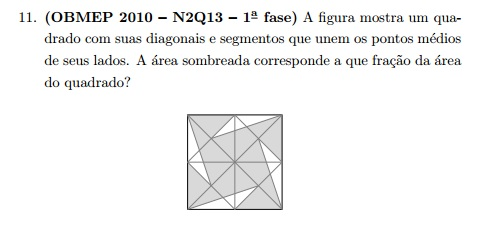 11. (OBMEP 2010 – N2Q13 – 1ª fase) A figura mostra um qua-
drado com suas diagonais e segmentos que unem os pontos médios
de seus lados. A área sombreada corresponde a que fração da área
do quadrado?